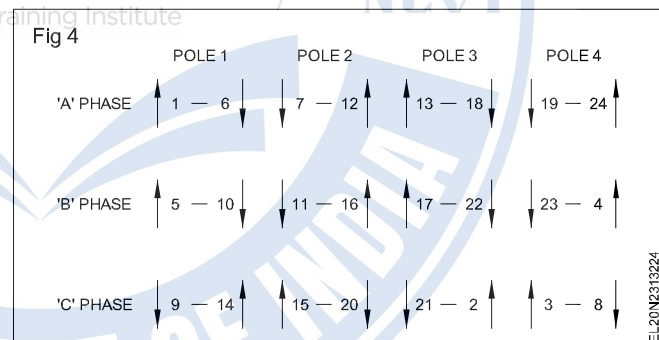 raining Institute
Fig 4
POLE 1 POLE 2 POLE 3 POLE 4
'A' PHASE 1 — 6 7 — 12 13 — 18 19 — 24
'B' PHASE 5 — 10 11 — 16 17 — 22 23 — 4
'C' PHASE 9 — 14 15 — 20 21 — 2 3 — 8
OF INDIA
EL20N2313224